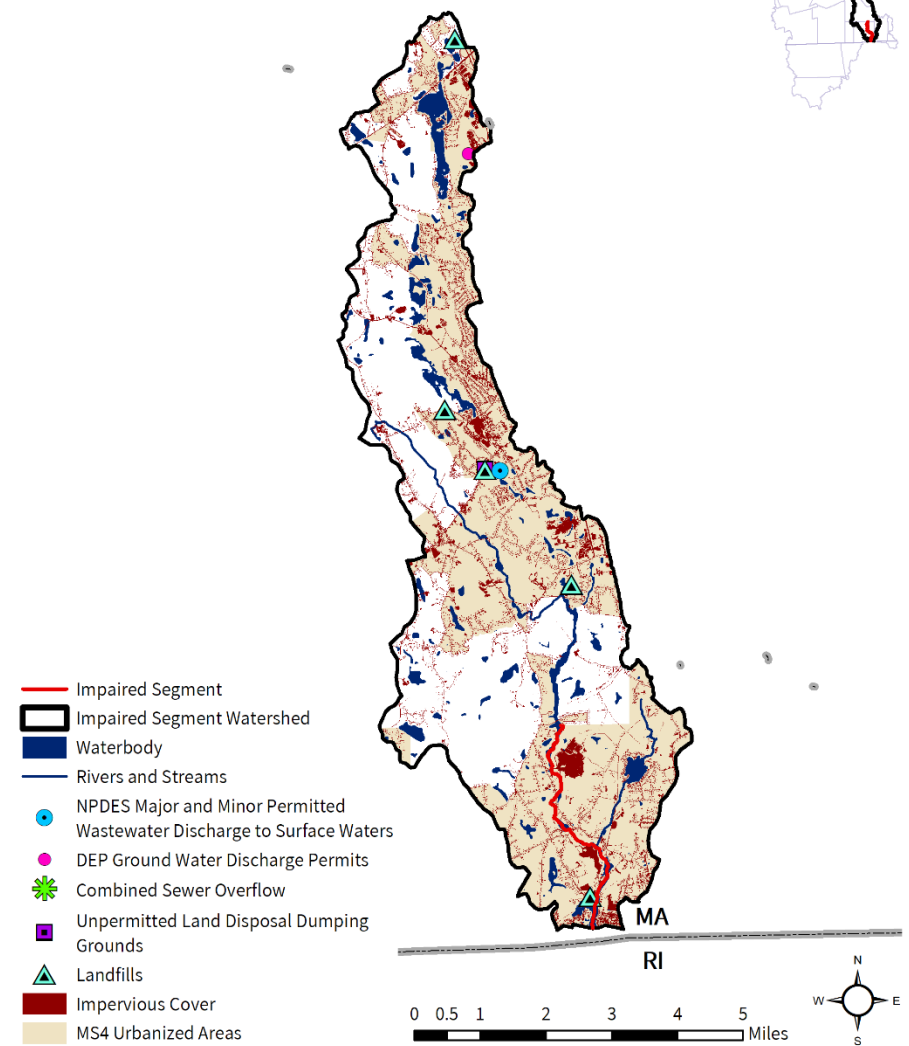 Impaired Segment
Impaired Segment Watershed
Waterbody
Rivers and Streams
NPDES Major and Minor Permitted
Wastewater Discharge to Surface Waters
DEP Ground Water Discharge Permits
Combined Sewer Overflow
Unpermitted Land Disposal Dumping
Grounds
Landfills
Impervious Cover
MS4 Urbanized Areas
MA
RI
0 0.5 1 2 3 4 5
Miles
N
W E
S